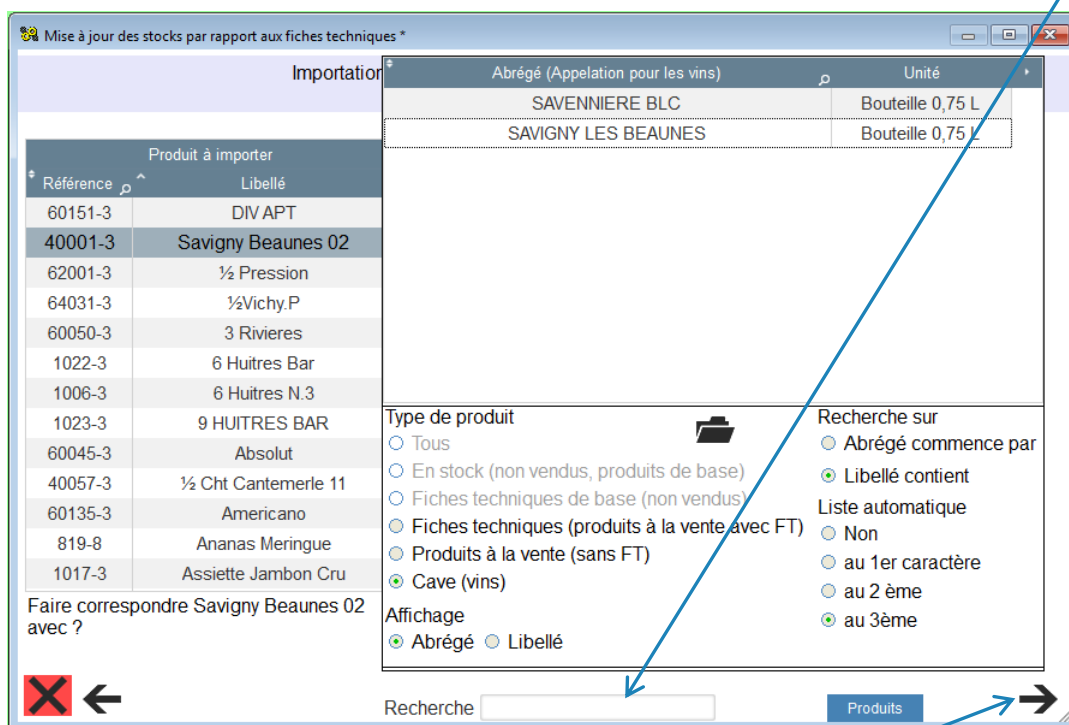 Mise à jour des stocks par rapport aux fiches techniques *
Importation
Abrégé (Appelation pour les vins) Unité
SAVENNIERE BLC Bouteille 0,75 L
SAVIGNY LES BEAUNES Bouteille 0,75 L
Produit à importer
Référence Libellé
60151-3 DIV APT
40001-3 Savigny Beaunes 02
62001-3 ½ Pression
64031-3 ½Vichy.P
60050-3 3 Rivieres
1022-3 6 Huitres Bar
1006-3 6 Huitres N.3
1023-3 9 HUITRES BAR
60045-3 Absolut
40057-3 ½ Cht Cantemerle 11
60135-3 Americano
819-8 Ananas Meringue
1017-3 Assiette Jambon Cru
Faire correspondre Savigny Beaunes 02
avec ?
Type de produit
Tous
En stock (non vendus, produits de base)
Fiches techniques de base (non vendus)
Fiches techniques (produits à la vente avec FT)
Produits à la vente (sans FT)
Cave (vins)
Affichage
Abrégé Libellé
Recherche sur
Abrégé commence par
Libellé contient
Liste automatique
Non
au 1er caractère
au 2 ème
au 3ème
Recherche
Produits